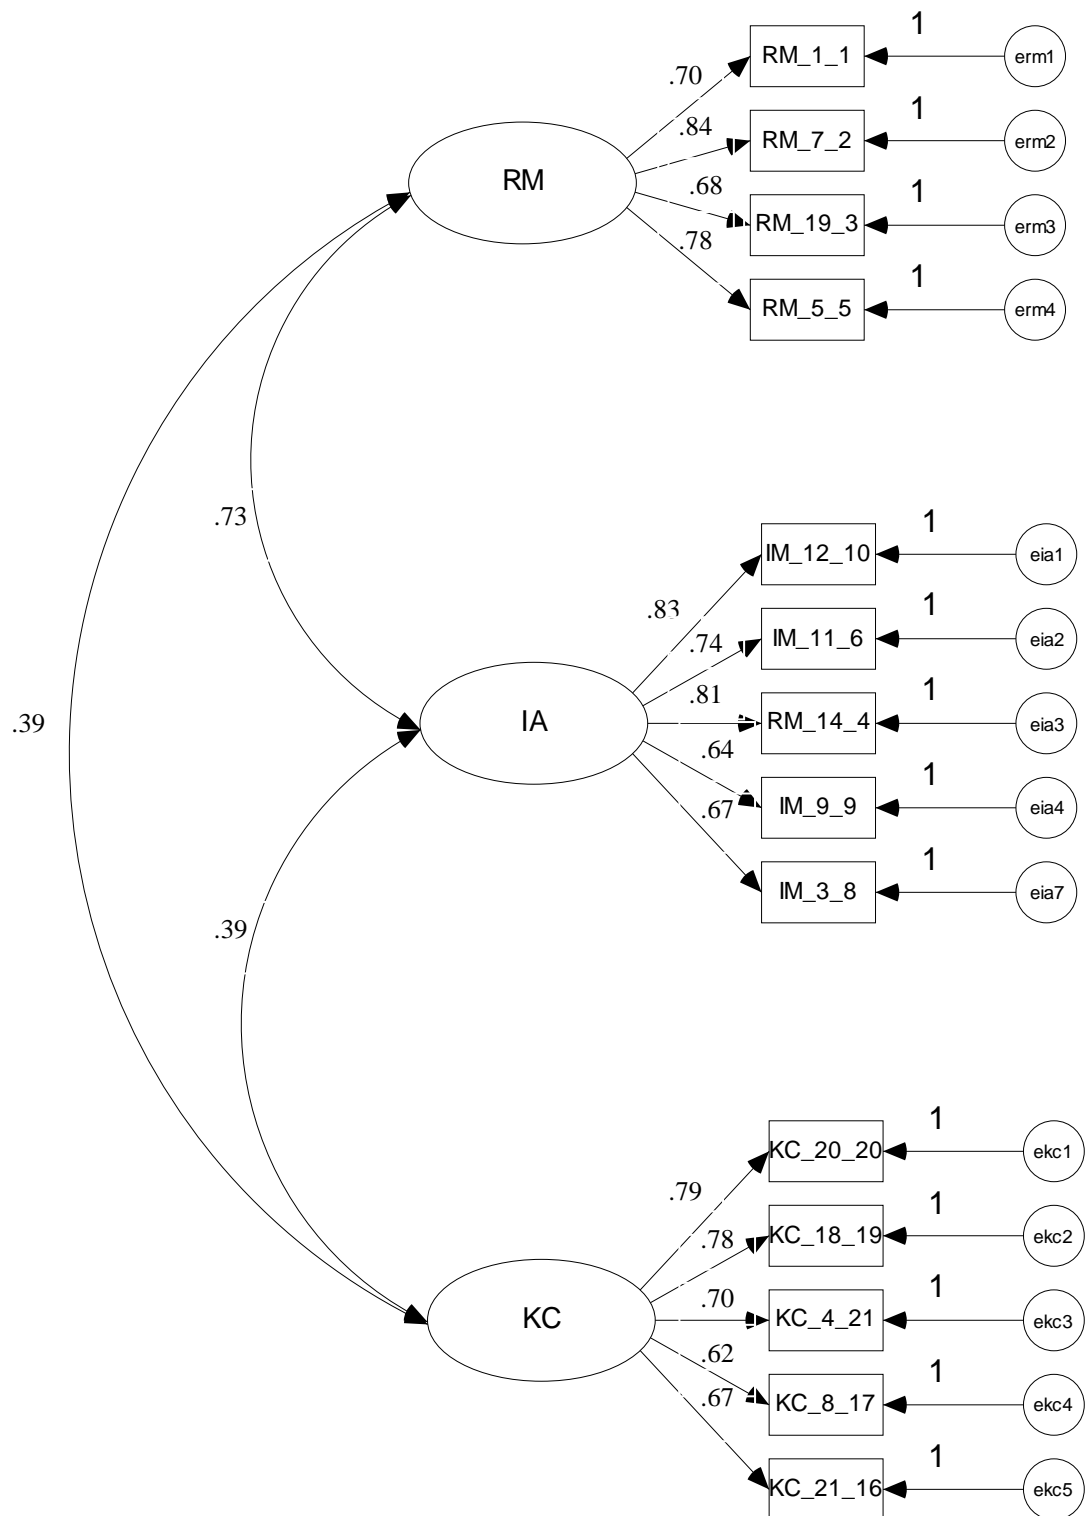 1
RM_1_1
erm1
.70
1
.84
RM_7_2
erm2
RM
.68
1
RM_19_3
erm3
.78
1
RM_5_5
erm4
.73
1
IM_12_10
eia1
.83
1
.74
IM_11_6
eia2
.39
IA
.81
1
RM_14_4
eia3
.64
1
.67
IM_9_9
eia4
1
IM_3_8
eia7
.39
1
KC_20_20
ekc1
.79
1
.78
KC_18_19
ekc2
KC
.70
1
KC_4_21
ekc3
.62
1
.67
KC_8_17
ekc4
1
KC_21_16
ekc5